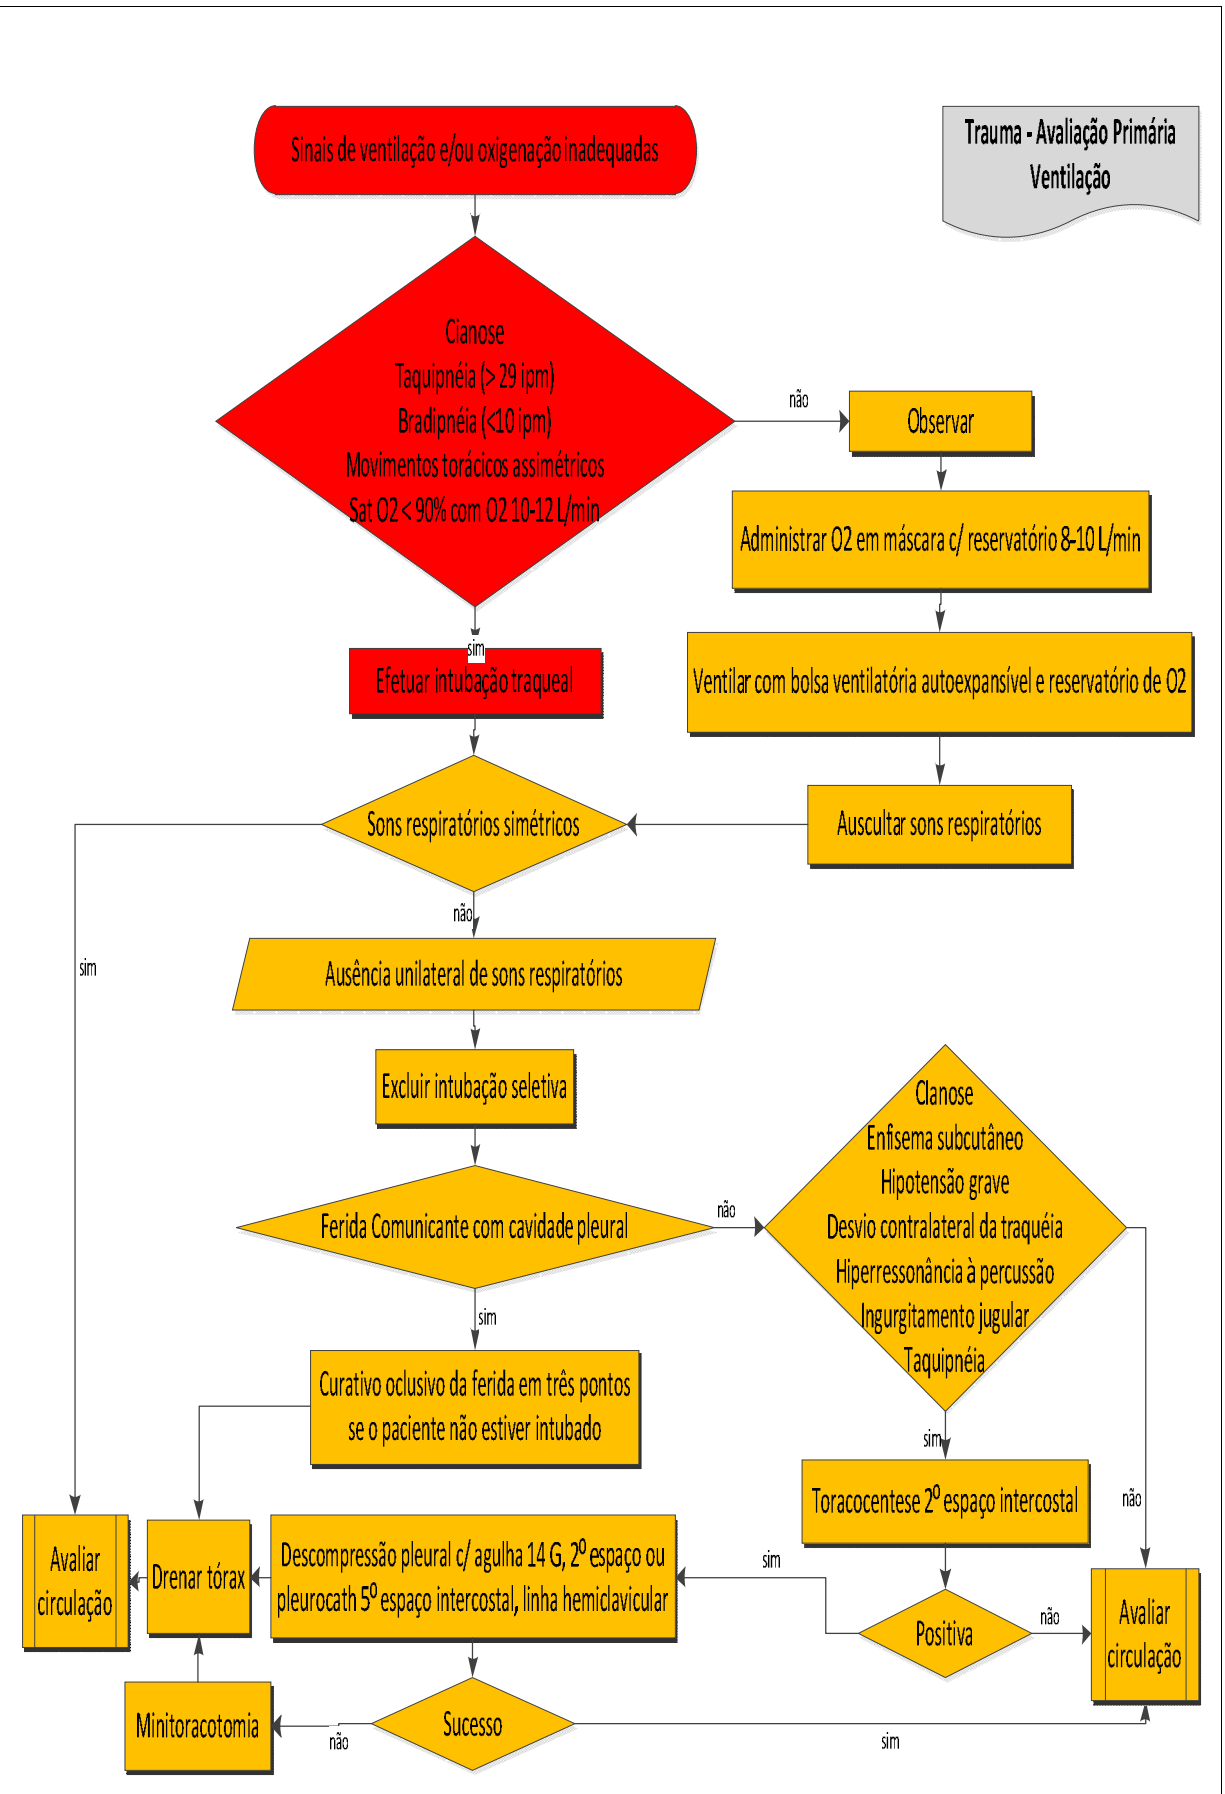 Trauma - Avaliação Primária
Ventilação
Sinais de ventilação e/ou oxigenação inadequadas
Cianose
Taquipnéia (> 29 ipm)
Bradipnéia (<10 ipm)
Movimentos torácicos assimétricos
Sat O2 < 90% com O2 10-12 L/min
não
Observar
Administrar O2 em máscara c/ reservatório 8-10 L/min
sim
Efetuar intubação traqueal
Ventilar com bolsa ventilatória autoexpansível e reservatório de O2
Sons respiratórios simétricos
Auscultar sons respiratórios
não
sim
Ausência unilateral de sons respiratórios
Excluir intubação seletiva
Ferida Comunicante com cavidade pleural
não
CIanose
Enfisema subcutâneo
Hipotensão grave
Desvio contralateral da traquéia
Hiperressonância à percussão
Ingurgitamento jugular
Taquipnéia
sim
Curativo oclusivo da ferida em três pontos
se o paciente não estiver intubado
sim
não
Toracocentese 2º espaço intercostal
Avaliar
circulação
Drenar tórax
Descompressão pleural c/ agulha 14 G, 2º espaço ou
pleurocath 5º espaço intercostal, linha hemiclavicular
sim
Positiva
não
Avaliar
circulação
Minitoracotomia
não
Sucesso
sim